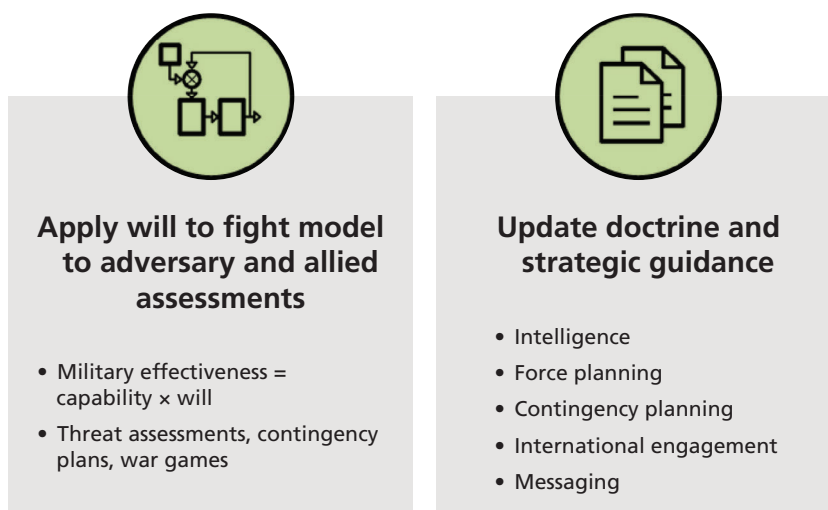 Apply will to fight model
to adversary and allied
assessments
• Military effectiveness =
capability × will
• Threat assessments, contingency
plans, war games
Update doctrine and
strategic guidance
• Intelligence
• Force planning
• Contingency planning
• International engagement
• Messaging